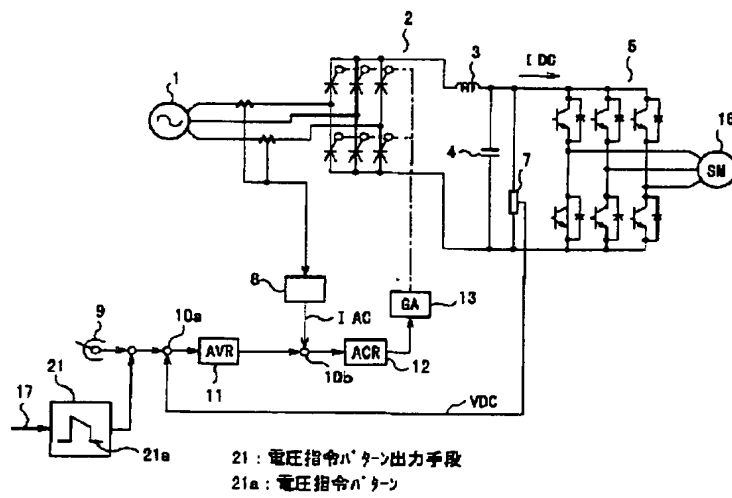 2
3
I DC
5
1
16
SM
4
7
8
GA
13
9
10a
I AC
AVR
ACR
11
10b
12
21
17
VDC
21a
21 : 電圧指令パターン出力手段
21a : 電圧指令パターン